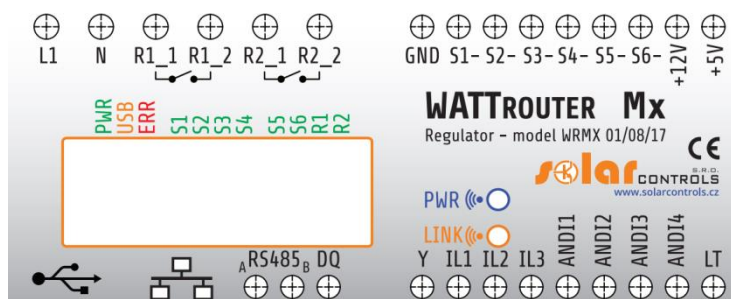 L1 N R1_1 R1_2 R2_1 R2_2
GND S1- S2- S3- S4- S5- S6- +12V +5V
PWR USB ERR S1 S2 S3 S4 S5 S6 R1 R2
WATTROUTER Mx
Regulator - model WRMX 01/08/17
CE
solar
CONTROLS S.R.O.
www.solarcontrols.cz
PWR
LINK
A RS485 B DQ
Y IL1 IL2 IL3 ANDI1 ANDI2 ANDI3 ANDI4 LT